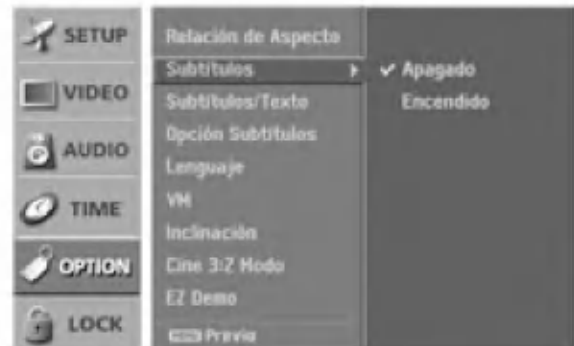 SETUP
VIDEO
AUDIO
TIME
OPTION
LOCK
Relación de Aspecto
Subtítulos
Subtítulos/Texto
Opción Subtítulos
Lenguaje
VM
Inclinación
Cine 3:2 Modo
EZ Demo
MENU Previo
Apagado
Encendido